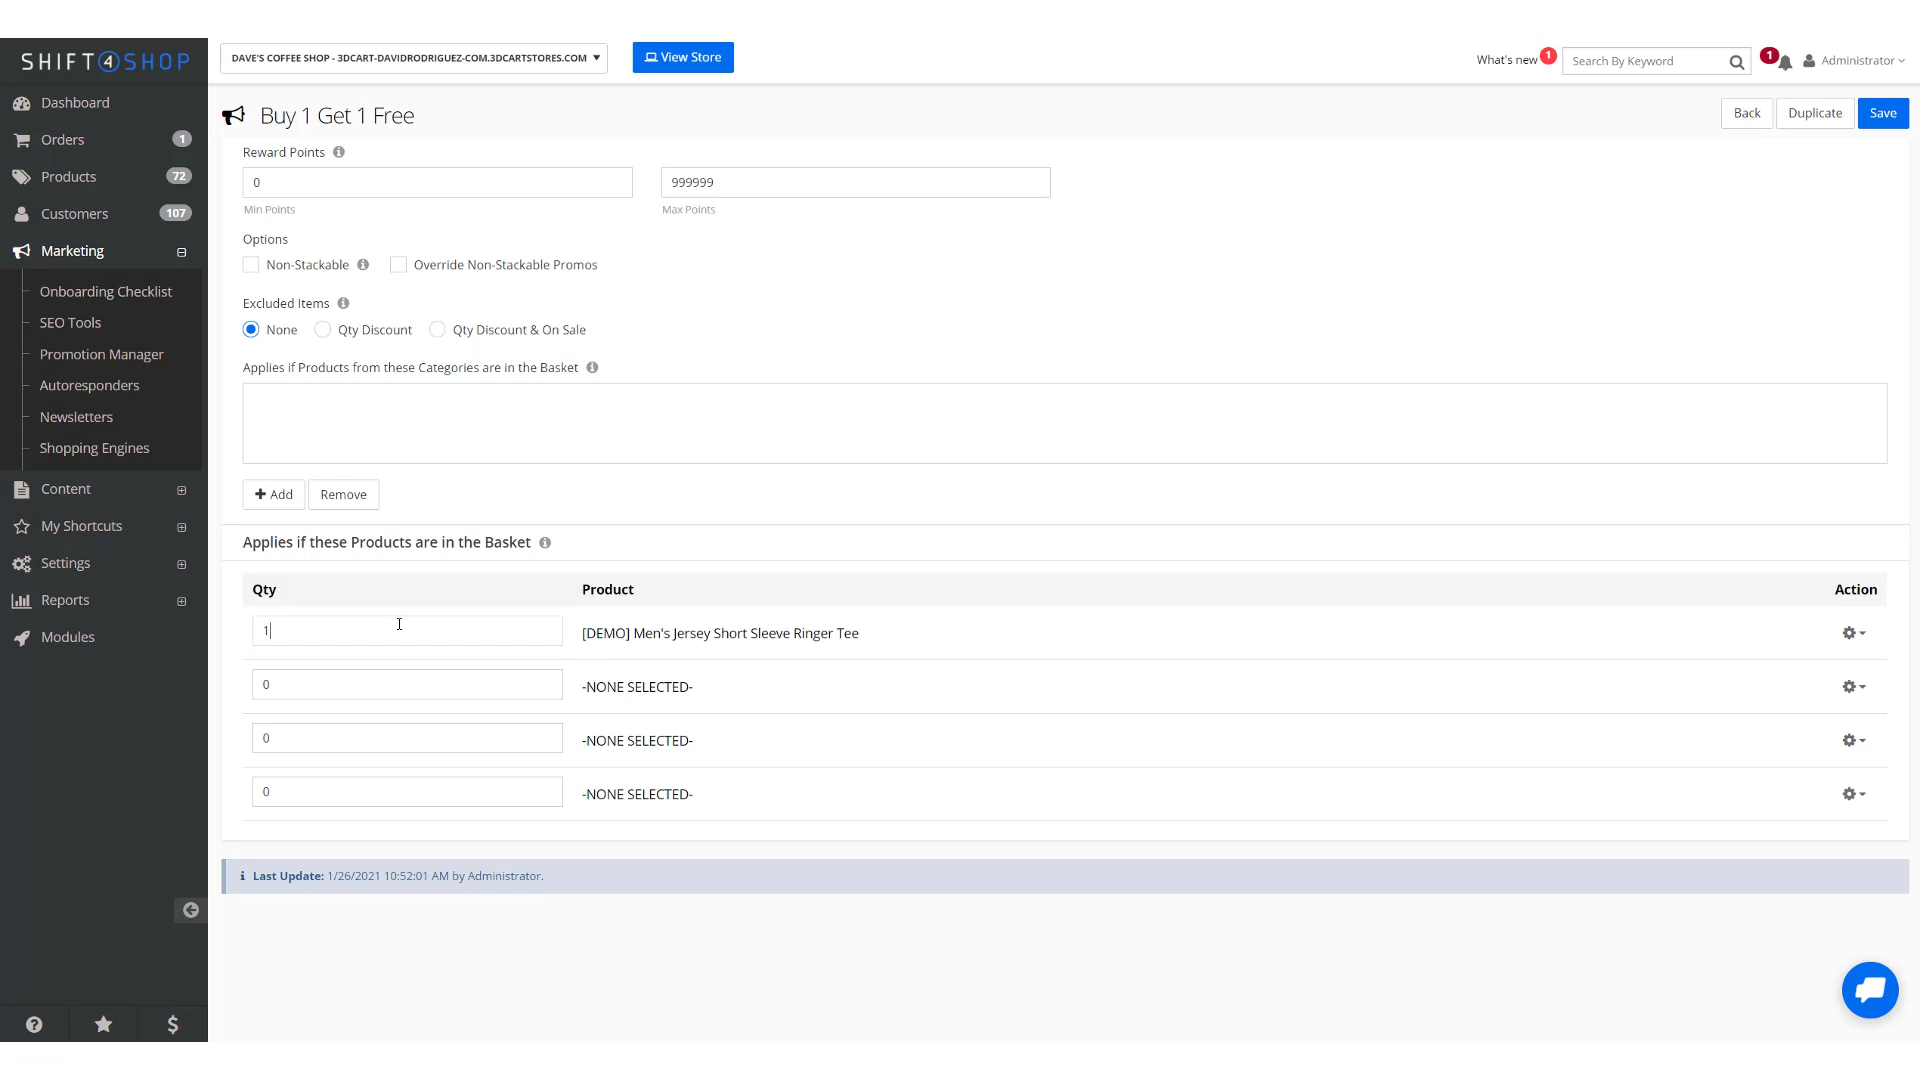 SHIFT4SHOP
DAVE'S COFFEE SHOP - 3DCART-DAVIDRODRIGUEZ-COM.3DCARTSTORES.COM
View Store
What's new 1
Search By Keyword
1
Administrator
Dashboard
Orders 1
Products 72
Customers 107
Marketing
Onboarding Checklist
SEO Tools
Promotion Manager
Autoresponders
Newsletters
Shopping Engines
Content
My Shortcuts
Settings
Reports
Modules
Buy 1 Get 1 Free
Back Duplicate Save
Reward Points
0 999999
Min Points Max Points
Options
Non-Stackable Override Non-Stackable Promos
Excluded Items
None Qty Discount Qty Discount & On Sale
Applies if Products from these Categories are in the Basket
+ Add Remove
Applies if these Products are in the Basket
Qty Product Action
1 [DEMO] Men's Jersey Short Sleeve Ringer Tee
0 -NONE SELECTED-
0 -NONE SELECTED-
0 -NONE SELECTED-
Last Update: 1/26/2021 10:52:01 AM by Administrator.